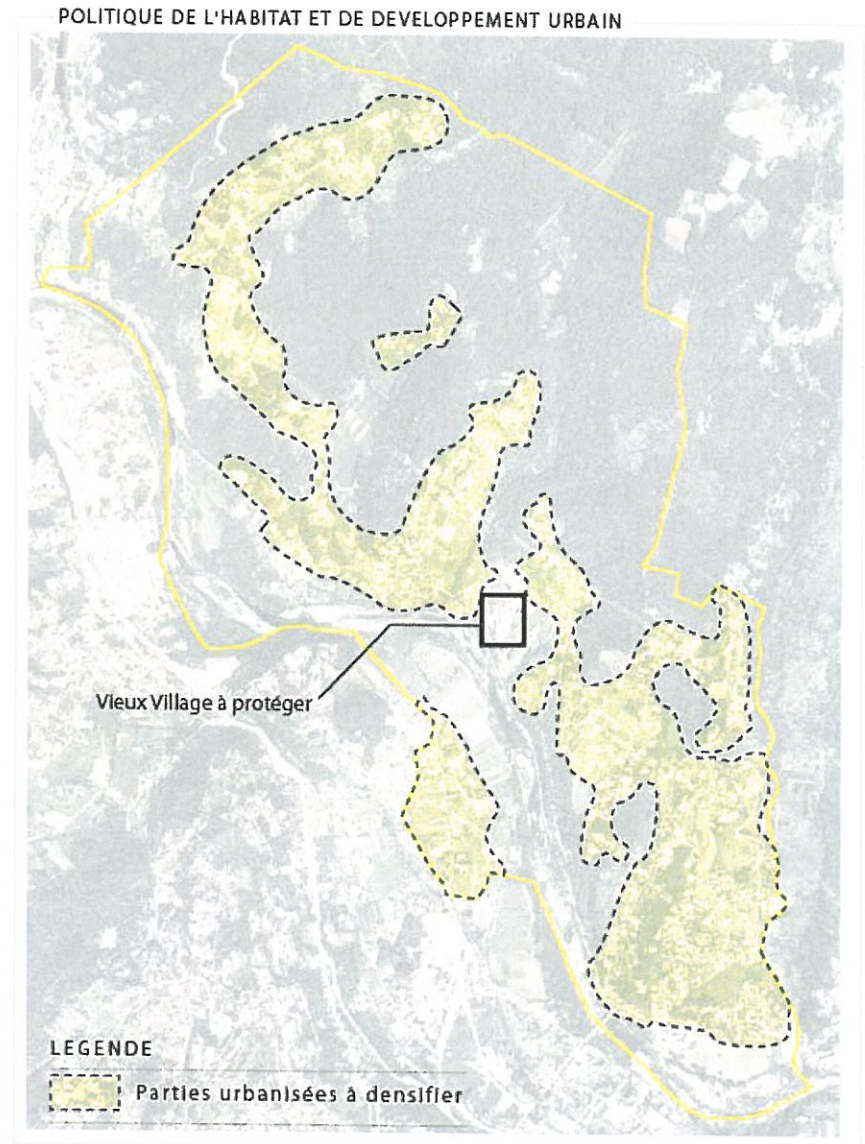 POLITIQUE DE L'HABITAT ET DE DEVELOPPEMENT URBAIN
Vieux Village à protéger
LEGENDE
Parties urbanisées à densifier